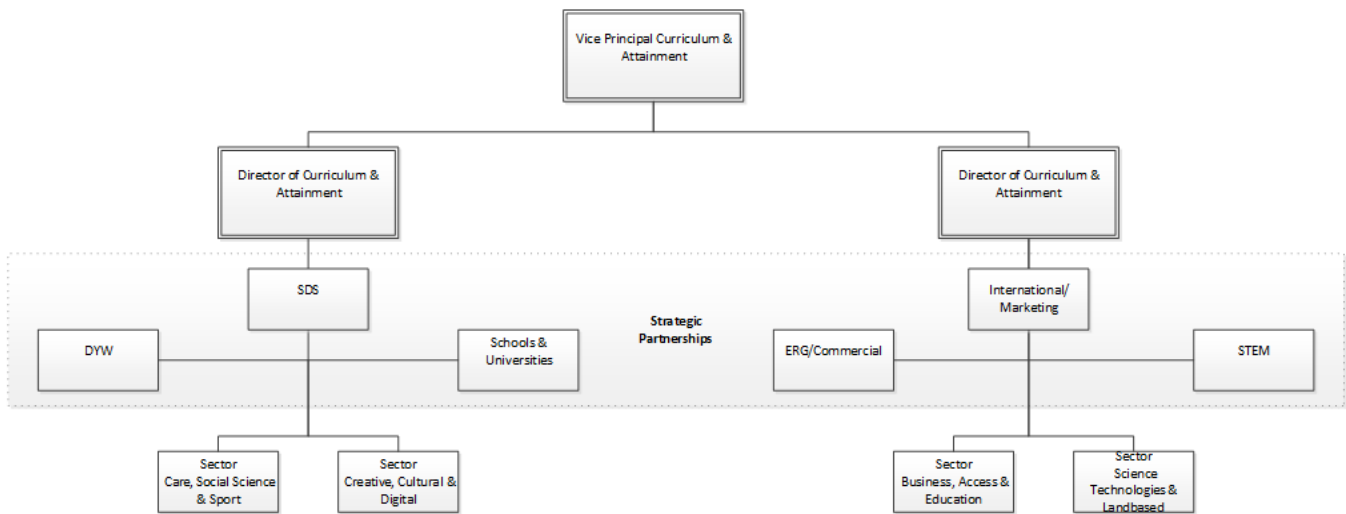 Vice Principal Curriculum &
Attainment
Director of Curriculum &
Attainment
Director of Curriculum &
Attainment
SDS
International/
Marketing
Strategic
Partnerships
DYW
Schools &
Universities
ERG/Commercial
STEM
Sector
Care, Social Science
& Sport
Sector
Creative, Cultural &
Digital
Sector
Business, Access &
Education
Sector
Science
Technologies &
Landbased